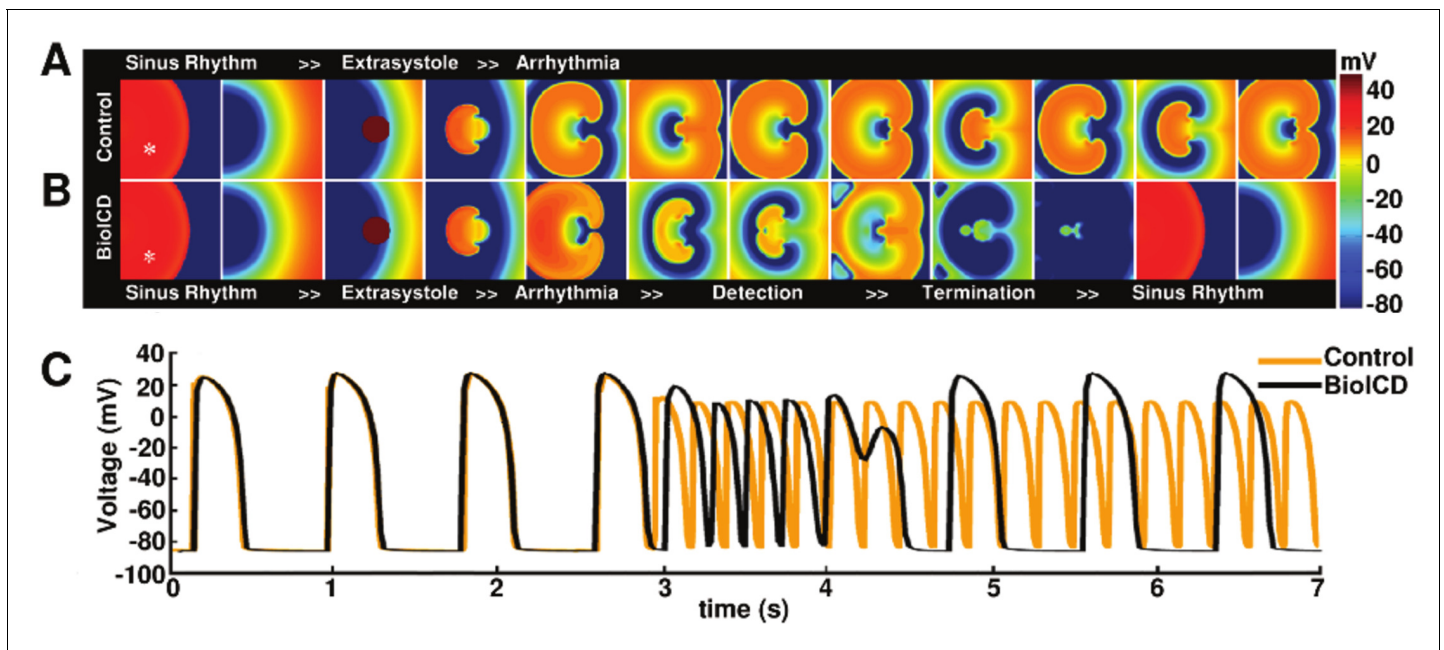 A
Sinus Rhythm >> Extrasystole >> Arrhythmia
mV
Control
*
40
20
0
-20
-40
-60
-80
B
BioICD
*
Sinus Rhythm >> Extrasystole >> Arrhythmia >> Detection >> Termination >> Sinus Rhythm
C
Control
BioICD
Voltage (mV)
40
20
0
-20
-40
-60
-80
-100
0 1 2 3 4 5 6 7
time (s)